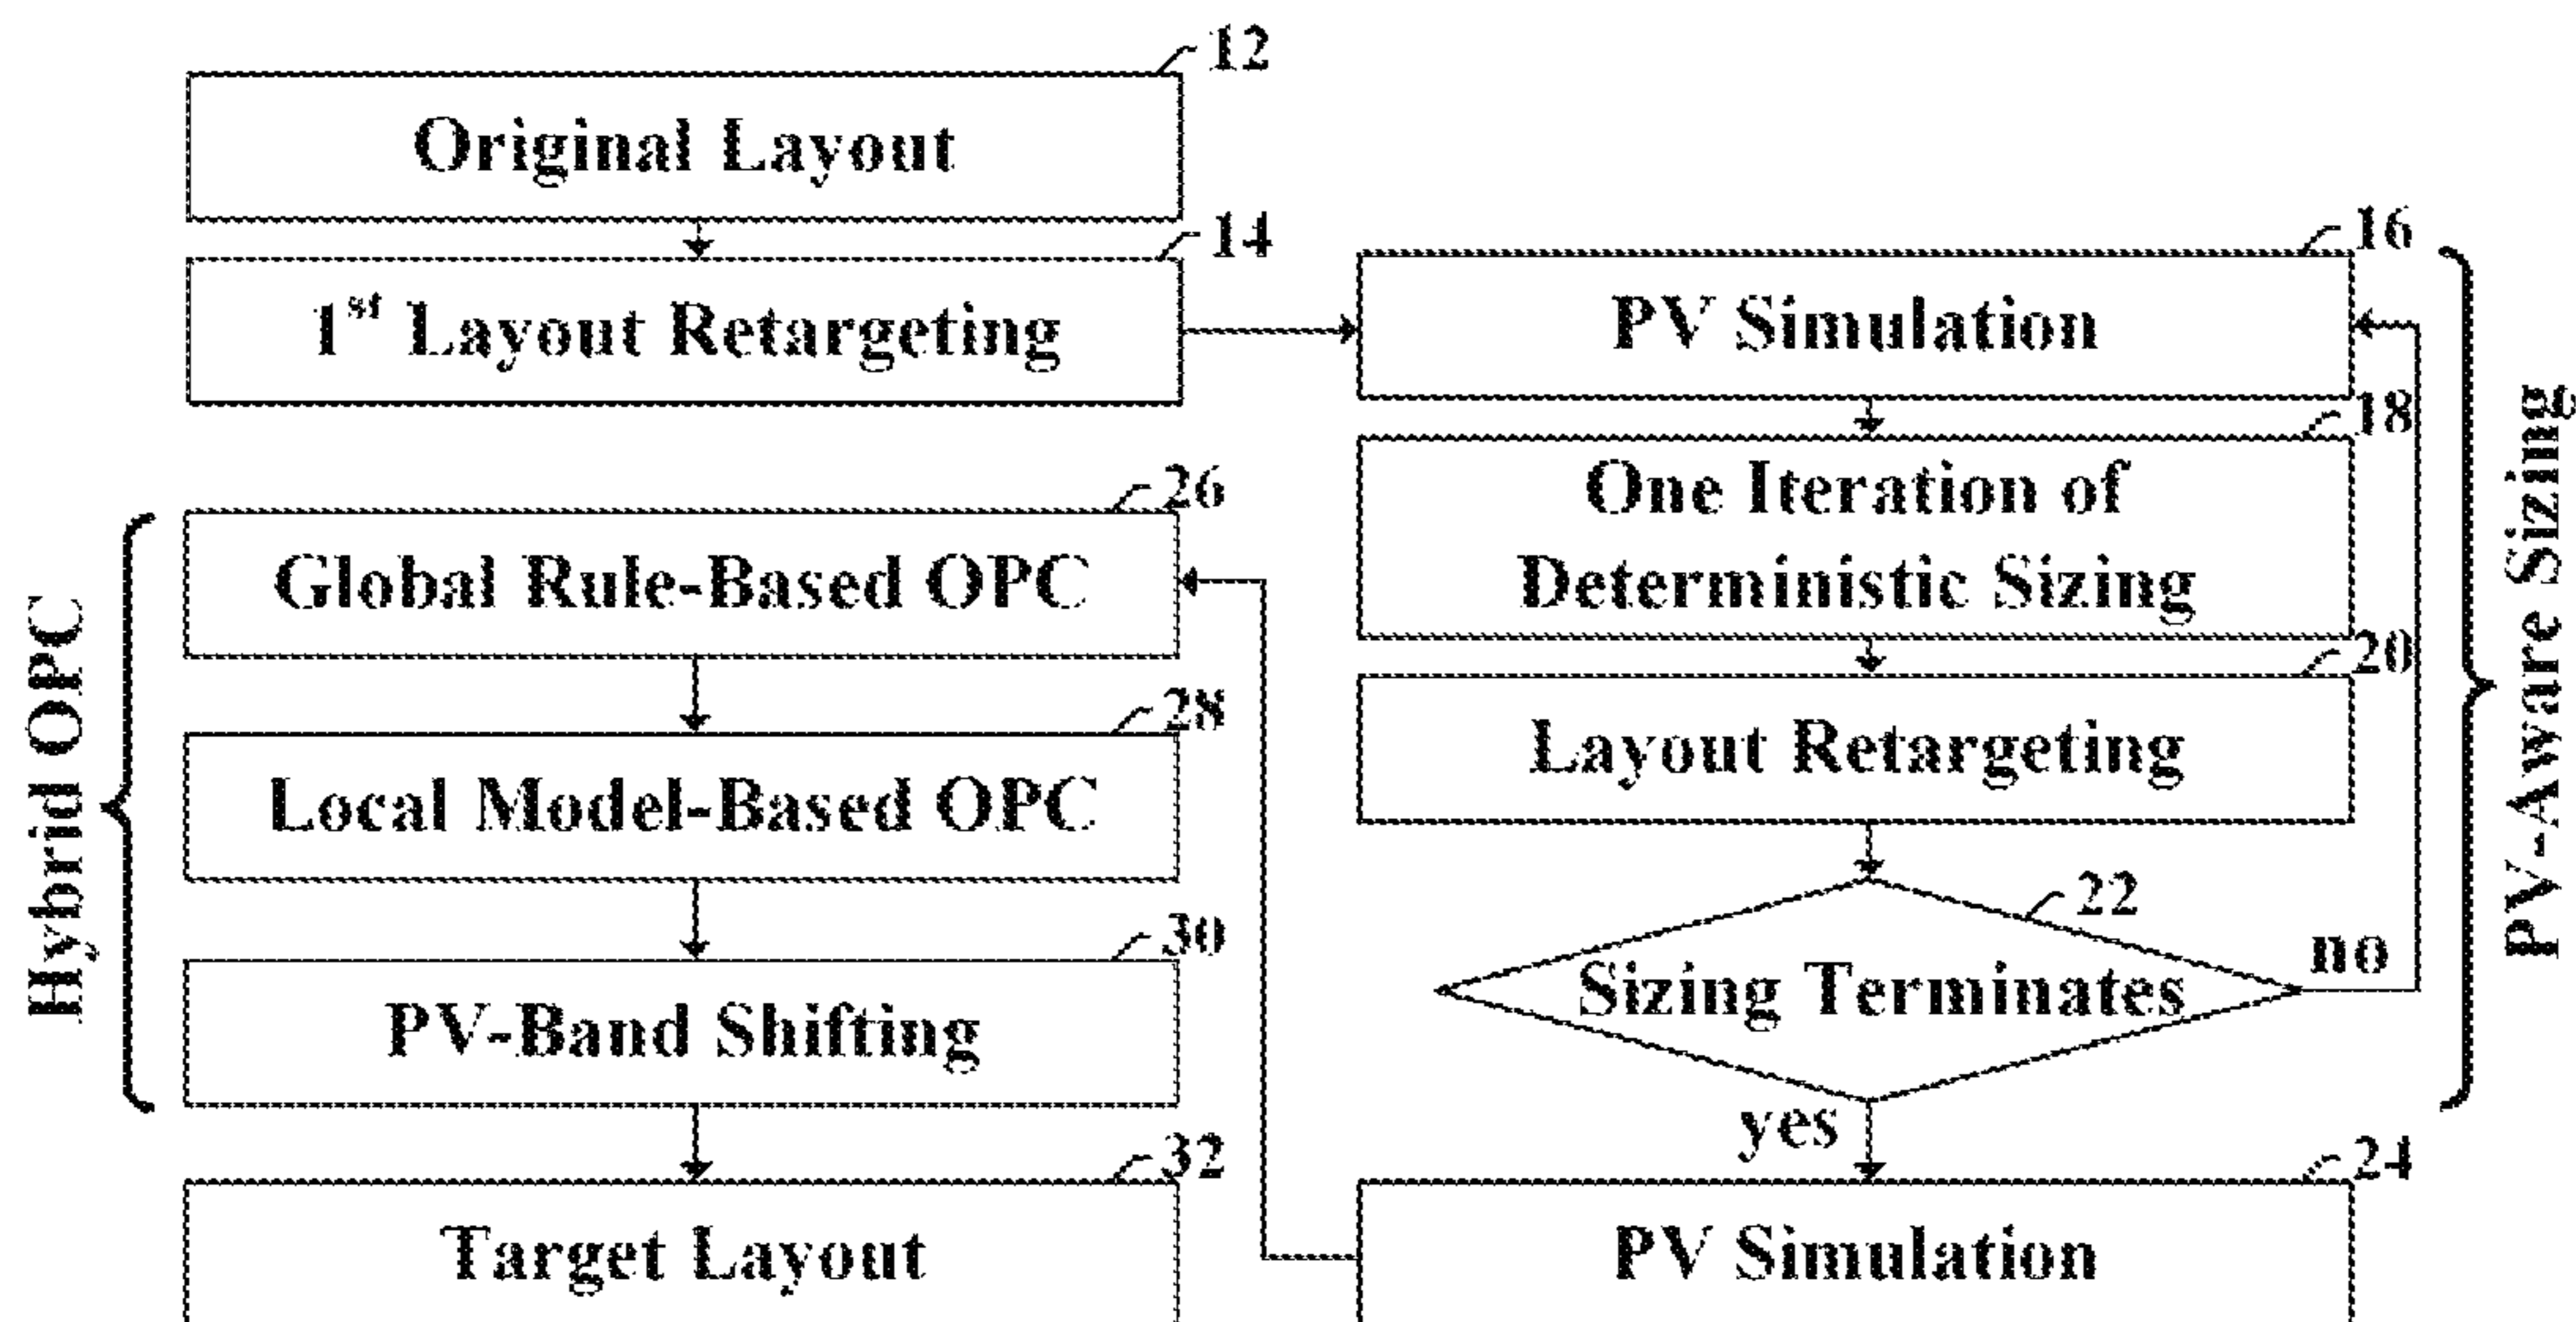 12
Original Layout
14
1st Layout Retargeting
16
PV Simulation
18
One Iteration of
Deterministic Sizing
20
Layout Retargeting
22
Sizing Terminates
no
yes
24
PV Simulation
PV-Aware Sizing
26
Global Rule-Based OPC
28
Local Model-Based OPC
30
PV-Band Shifting
Hybrid OPC
32
Target Layout